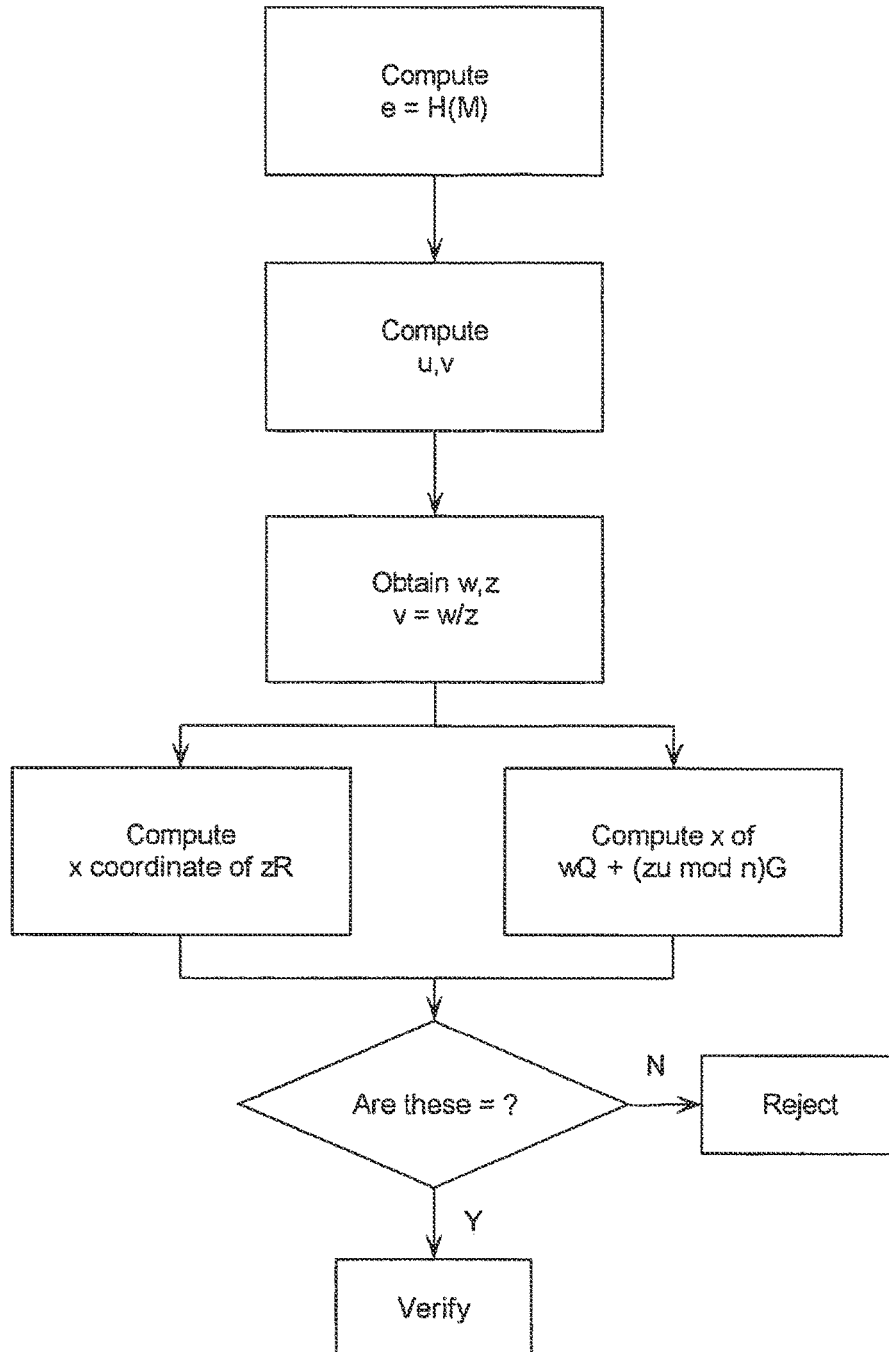 Compute
e = H(M)
Compute
u,v
Obtain w,z
v = w/z
Compute
x coordinate of zR
Compute x of
wQ + (zu mod n)G
Are these = ?
N
Reject
Y
Verify